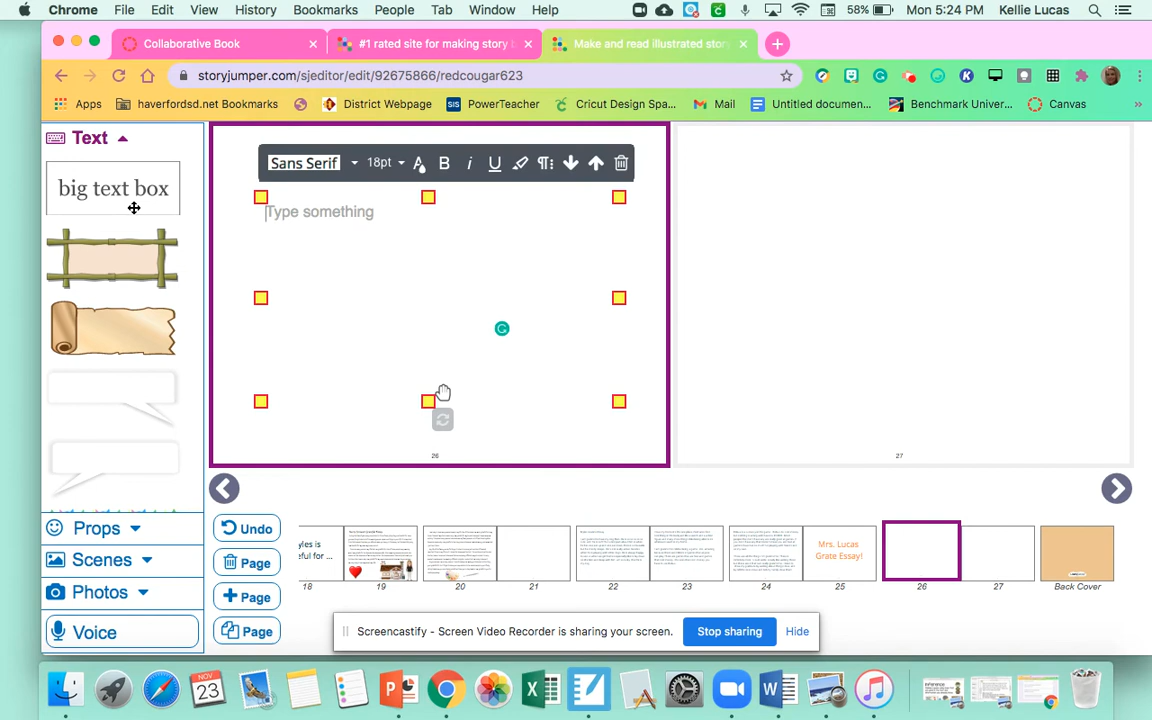 Chrome File Edit View History Bookmarks People Tab Window Help 58% Mon 5:24 PM Kellie Lucas
Collaborative Book #1 rated site for making story Make and read illustrated stor
storyjumper.com/sjeditor/edit/92675866/redcougar623
Apps haverfordsd.net Bookmarks District Webpage SIS PowerTeacher Cricut Design Spa... Mail Untitled documen... Benchmark Univer... Canvas
Text
Sans Serif 18pt A B i U
big text box
Type something
26
27
Props
Scenes
Photos
Voice
Undo
Page
+ Page
Page
Mrs. Lucas
Grate Essay!
18 19 20 21 22 23 24 25 26 27 Back Cover
Screencastify - Screen Video Recorder is sharing your screen. Stop sharing Hide
NOV
23